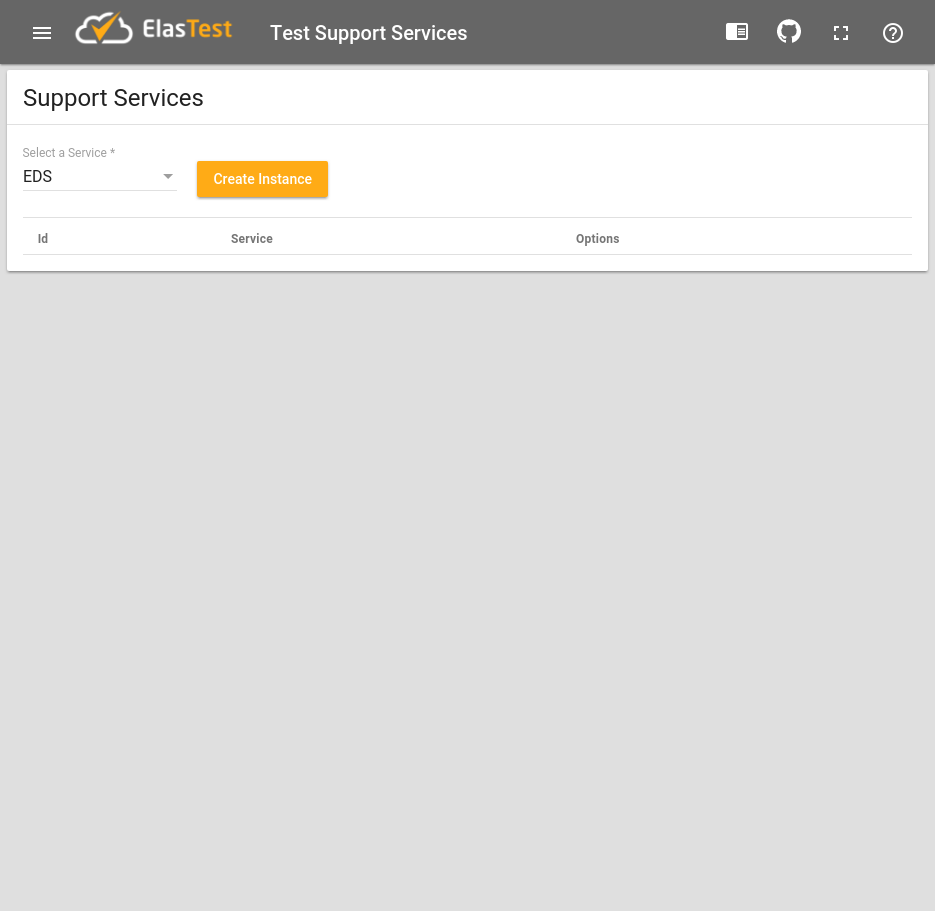 ElasTest
Test Support Services
Support Services
Select a Service *
EDS
Create Instance
Id Service Options